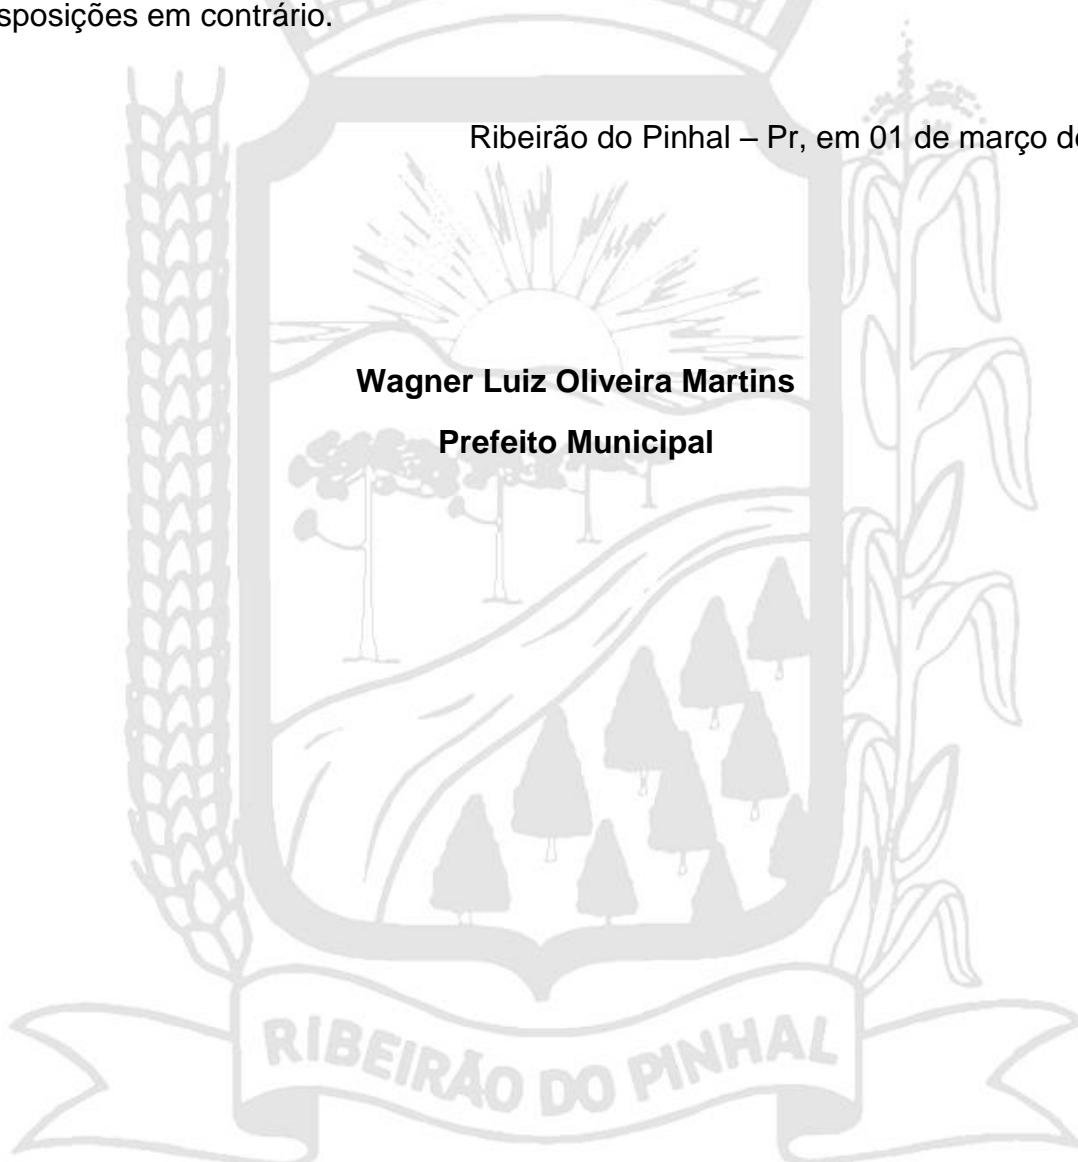 sposições em contrário.
Ribeirão do Pinhal – Pr, em 01 de março d
Wagner Luiz Oliveira Martins
Prefeito Municipal
RIBEIRÃO DO PINHAL